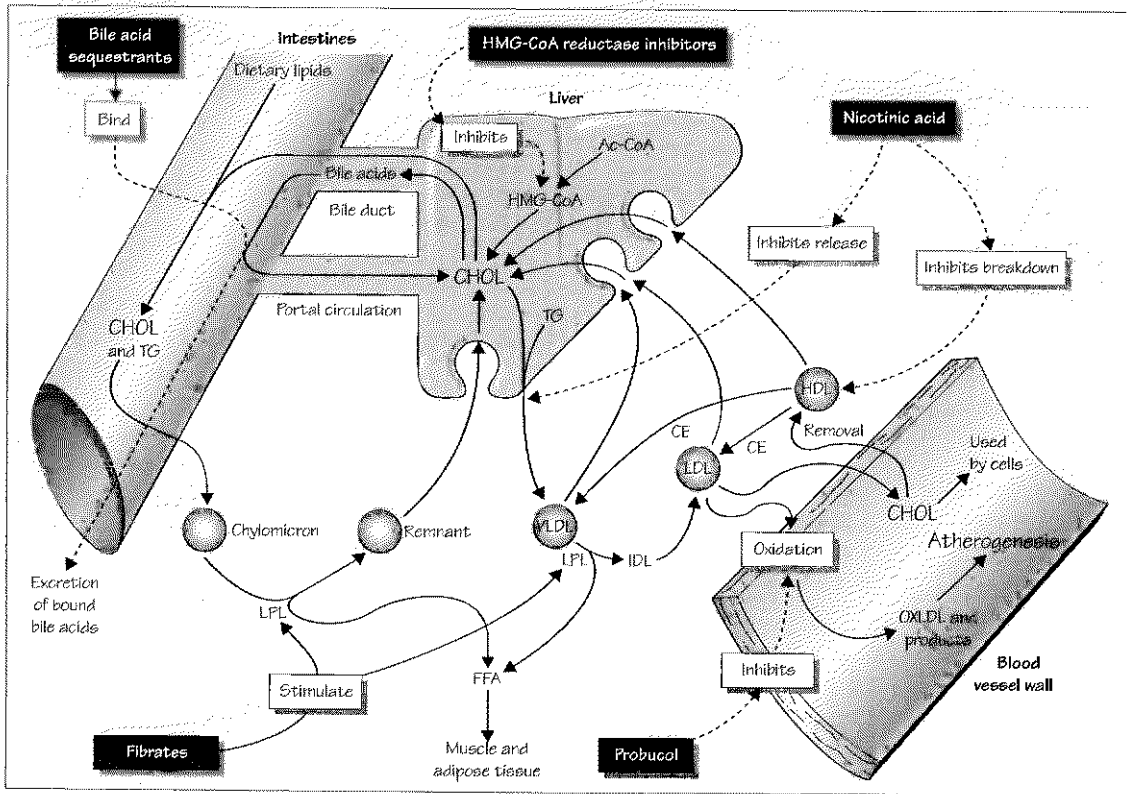 Bile acid
sequestrants
Bind
Intestines
Dietary lipids
HMG-CoA reductase inhibitors
Liver
Inhibits
Ac-CoA
HMG-CoA
Nicotinic acid
Bile acids
Bile duct
Inhibits release
Inhibits breakdown
CHOL
Portal circulation
TG
CHOL
and TG
HDL
CE
CE
Removal
LDL
Used
by cells
CHOL
Chylomicron
Remnant
VLDL
LPL
IDL
Oxidation
Atherogenesis
Excretion
of bound
bile acids
LPL
OXLDL and
products
Stimulate
FFA
Inhibits
Blood
vessel wall
Fibrates
Muscle and
adipose tissue
Probucol